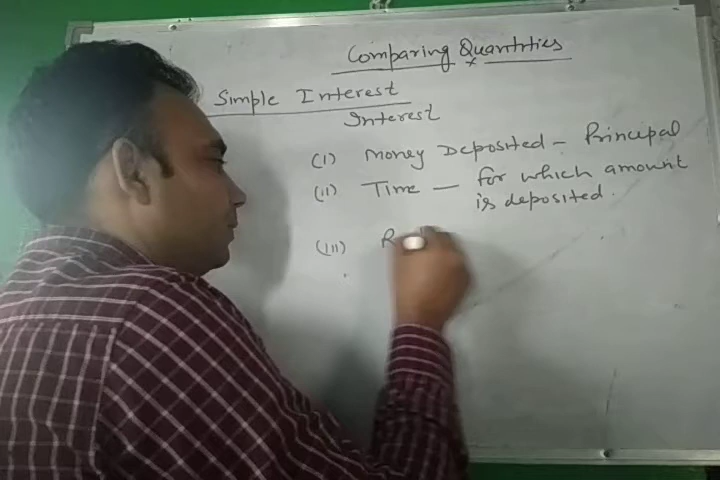 Comparing Quantities
Simple Interest
Interest
(i) Money Deposited - Principal
(ii) Time — for which amount
is deposited.
(iii) R